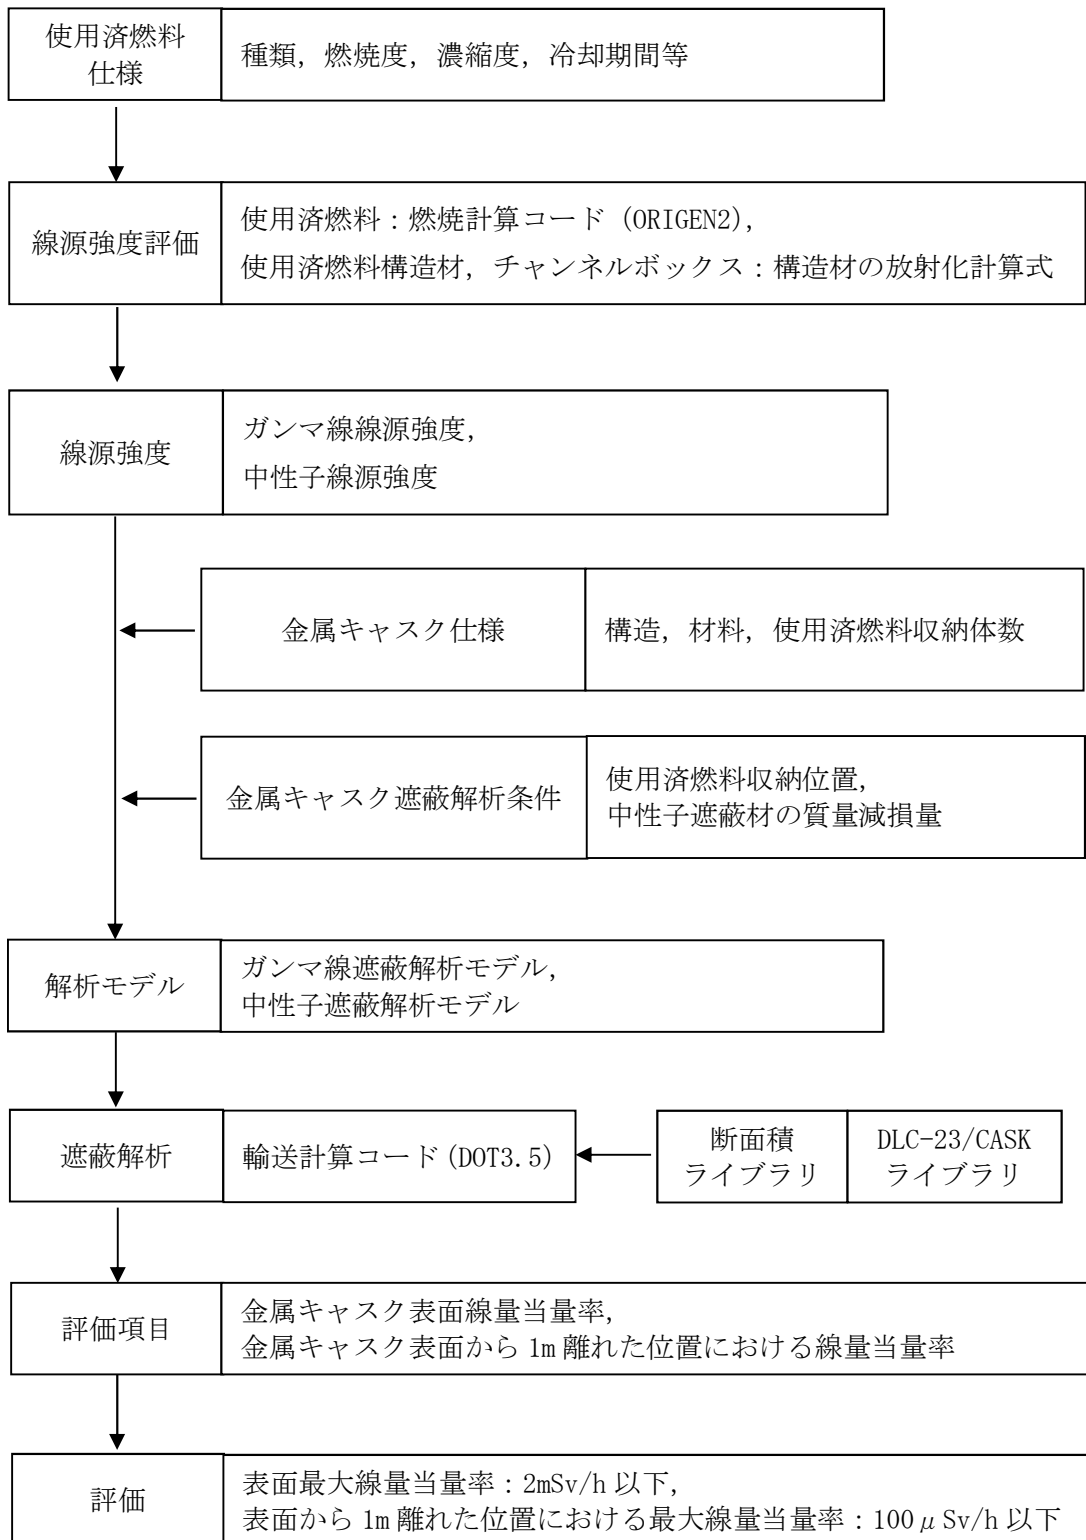 使用済燃料
仕様
種類，燃焼度，濃縮度，冷却期間等
線源強度評価
使用済燃料：燃焼計算コード（ORIGEN2），
使用済燃料構造材，チャンネルボックス：構造材の放射化計算式
線源強度
ガンマ線線源強度，
中性子線源強度
金属キャスク仕様
構造，材料，使用済燃料収納体数
金属キャスク遮蔽解析条件
使用済燃料収納位置，
中性子遮蔽材の質量減損量
解析モデル
ガンマ線遮蔽解析モデル，
中性子遮蔽解析モデル
遮蔽解析
輸送計算コード(DOT3.5)
断面積
ライブラリ
DLC-23/CASK
ライブラリ
評価項目
金属キャスク表面線量当量率，
金属キャスク表面から 1m 離れた位置における線量当量率
評価
表面最大線量当量率：2mSv/h 以下，
表面から 1m 離れた位置における最大線量当量率：100μSv/h 以下